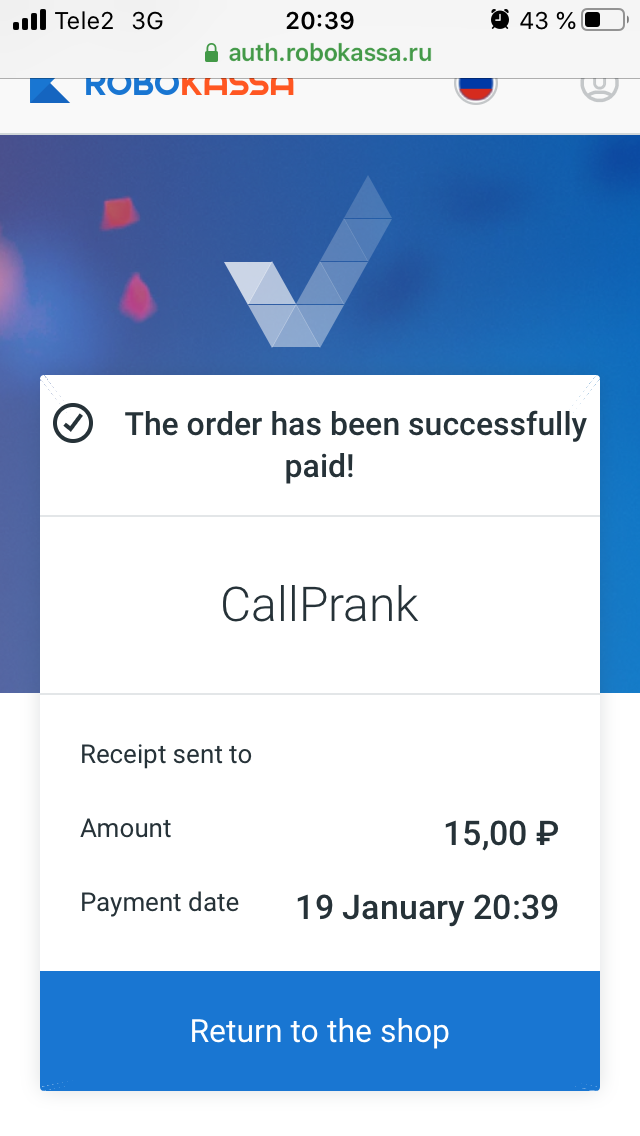 Tele2 3G 20:39 43 %
auth.robokassa.ru
ROBOKASSA
The order has been successfully
paid!
CallPrank
Receipt sent to
Amount 15,00 ₽
Payment date 19 January 20:39
Return to the shop